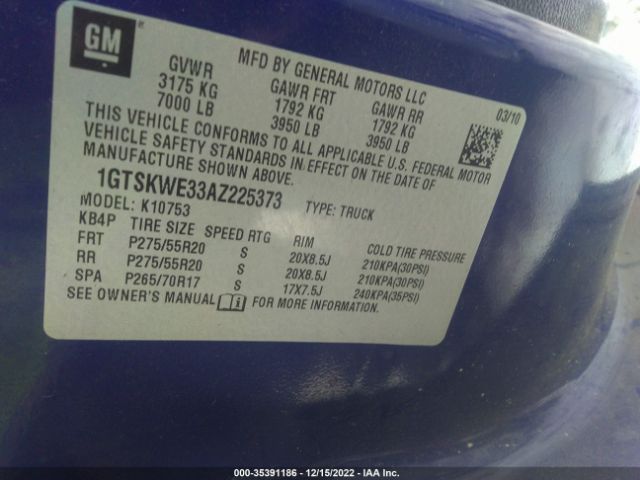 GM
MFD BY GENERAL MOTORS LLC
03/10
GVWR GAWR FRT GAWR RR
3175 KG 1792 KG 1792 KG
7000 LB 3950 LB 3950 LB
THIS VEHICLE CONFORMS TO ALL APPLICABLE U.S. FEDERAL MOTOR
VEHICLE SAFETY STANDARDS IN EFFECT ON THE DATE OF
MANUFACTURE SHOWN ABOVE.
1GTSKWE33AZ225373 TYPE: TRUCK
MODEL: K10753
KB4P TIRE SIZE SPEED RTG RIM COLD TIRE PRESSURE
FRT P275/55R20 S 20X8.5J 210KPA(30PSI)
RR P275/55R20 S 20X8.5J 210KPA(30PSI)
SPA P265/70R17 S 17X7.5J 240KPA(35PSI)
SEE OWNER'S MANUAL FOR MORE INFORMATION.
000-35391186 - 12/15/2022 - IAA Inc.